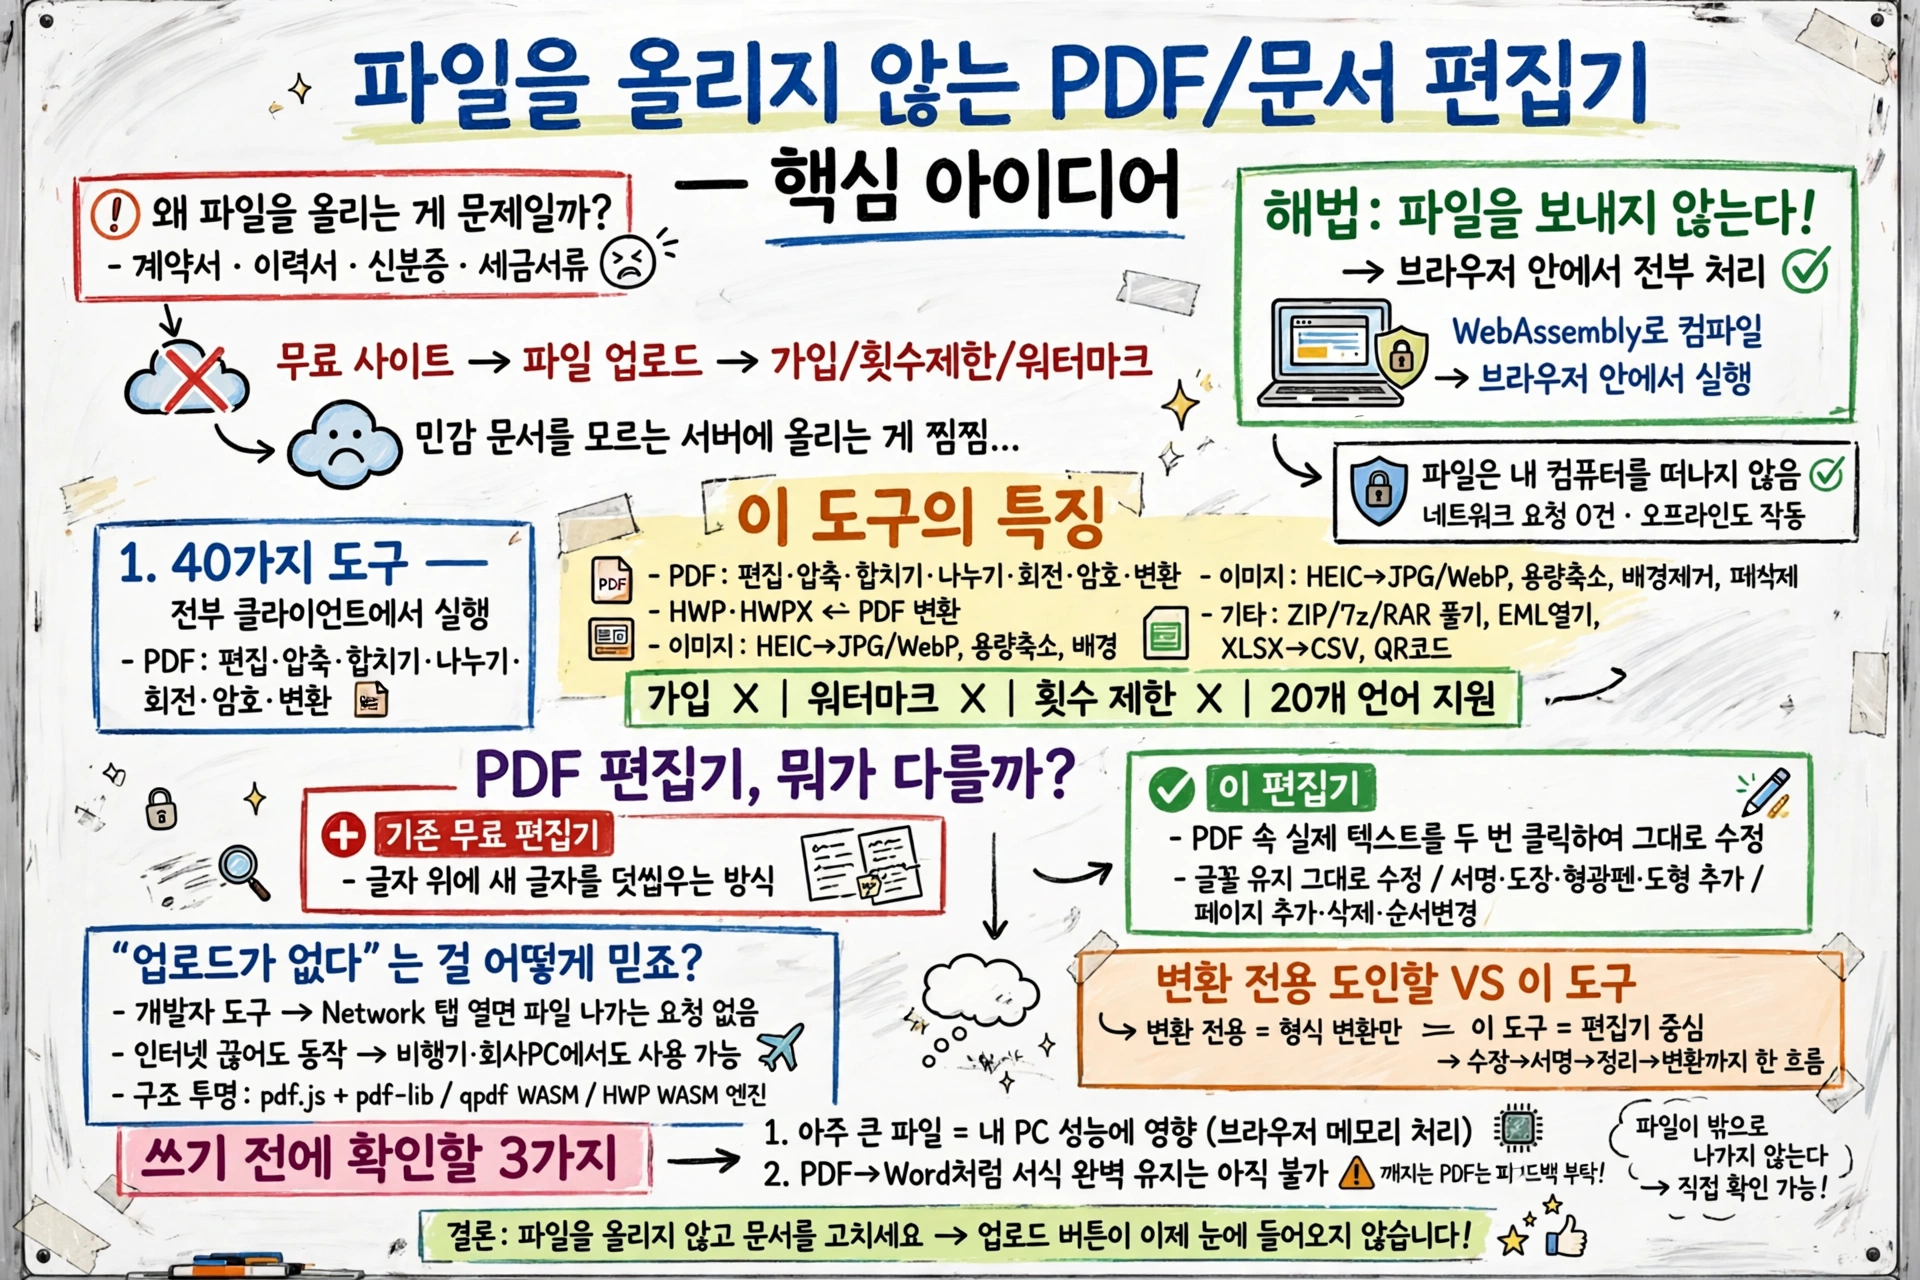 파일을 올리지 않는 PDF/문서 편집기
— 핵심 아이디어
! 왜 파일을 올리는 게 문제일까?
- 계약서 · 이력서 · 신분증 · 세금서류
무료 사이트 → 파일 업로드 → 가입/횟수제한/워터마크
민감 문서를 모르는 서버에 올리는 게 찜찜...
해법: 파일을 보내지 않는다!
→ 브라우저 안에서 전부 처리
WebAssembly로 컴파일
→ 브라우저 안에서 실행
파일은 내 컴퓨터를 떠나지 않음
네트워크 요청 0건 · 오프라인도 작동
1. 40가지 도구 —
전부 클라이언트에서 실행
- PDF: 편집·압축·합치기·나누기·
회전·암호·변환
이 도구의 특징
PDF
- PDF: 편집·압축·합치기·나누기·회전·암호·변환
- HWP·HWPX ↔ PDF 변환
- 이미지: HEIC→JPG/WebP, 용량축소, 배경
- 이미지: HEIC→JPG/WebP, 용량축소, 배경제거,
- 기타: ZIP/7z/RAR 풀기, EML열기,
XLSX→CSV, QR코드
가입 X | 워터마크 X | 횟수 제한 X | 20개 언어 지원
PDF 편집기, 뭐가 다를까?
기존 무료 편집기
- 글자 위에 새 글자를 덧씌우는 방식
이 편집기
- PDF 속 실제 텍스트를 두 번 클릭하여 그대로 수정
- 글꼴 유지 그대로 수정 / 서명·도장·형광펜·도형 추가 /
페이지 추가·삭제·순서변경
“업로드가 없다”는 걸 어떻게 믿죠?
- 개발자 도구 → Network 탭 열면 파일 나가는 요청 없음
- 인터넷 끊어도 동작 → 비행기·회사PC에서도 사용 가능
- 구조 투명: pdf.js + pdf-lib / qpdf WASM / HWP WASM 엔진
변환 전용 도인할 VS 이 도구
변환 전용 = 형식 변환만 = 이 도구 = 편집기 중심
→ 수장→서명→정리→변환까지 한 흐름
쓰기 전에 확인할 3가지
1. 아주 큰 파일 = 내 PC 성능에 영향 (브라우저 메모리 처리)
2. PDF→Word처럼 서식 완벽 유지는 아직 불가
깨지는 PDF는 부탁!
파일이 밖으로
나가지 않는다
→ 직접 확인 가능!
결론: 파일을 올리지 않고 문서를 고치세요 → 업로드 버튼이 이제 눈에 들어오지 않습니다!